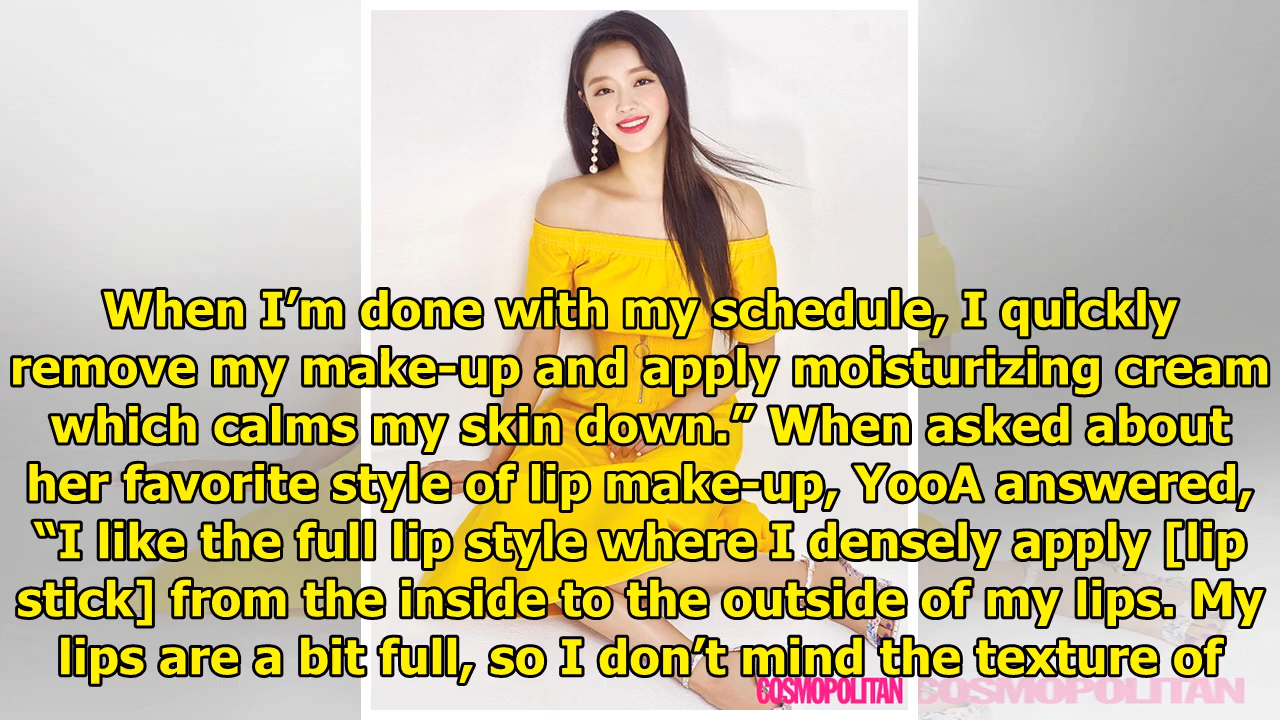 When I’m done with my schedule, I quickly
remove my make-up and apply moisturizing cream
which calms my skin down.” When asked about
her favorite style of lip make-up, YooA answered,
“I like the full lip style where I densely apply [lip
stick] from the inside to the outside of my lips. My
lips are a bit full, so I don’t mind the texture of
COSMOPOLITAN COSMOPOLITAN